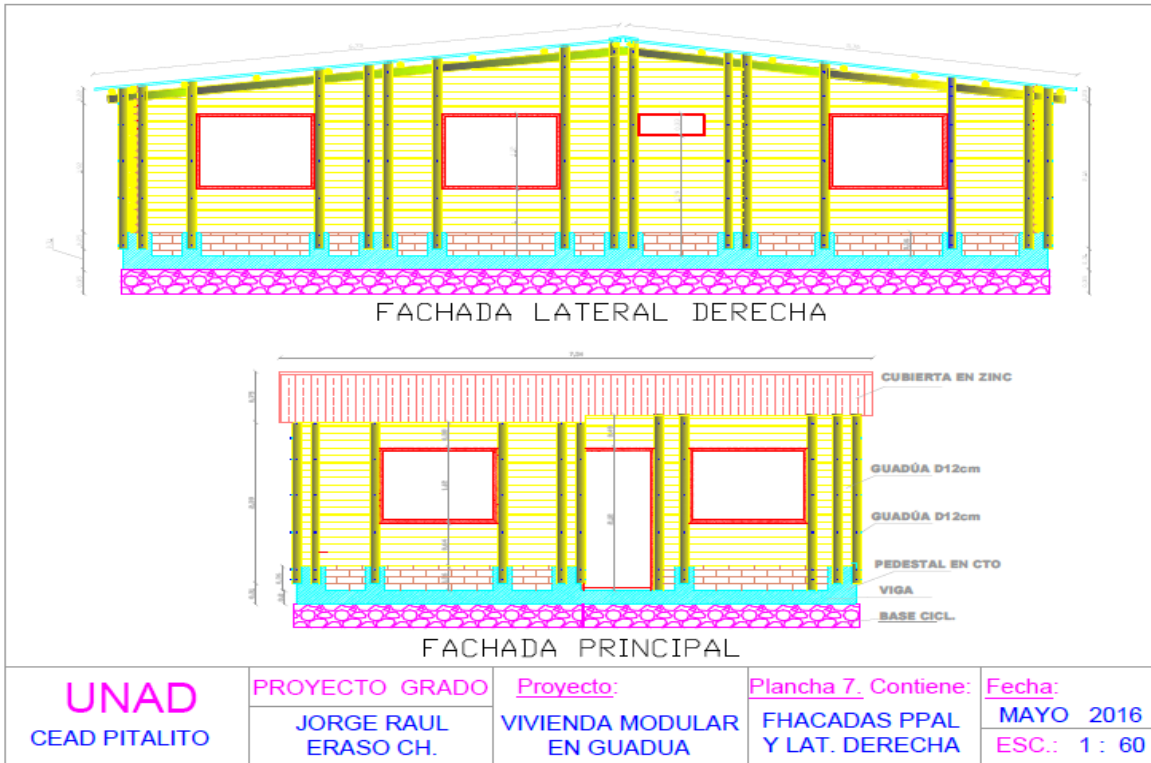 FACHADA LATERAL DERECHA
7,34
CUBIERTA EN ZINC
GUADÚA D12cm
GUADÚA D12cm
PEDESTAL EN CTO
VIGA
BASE CICL.
FACHADA PRINCIPAL
UNAD
CEAD PITALITO
PROYECTO GRADO
JORGE RAUL
ERASO CH.
Proyecto:
VIVIENDA MODULAR
EN GUADUA
Plancha 7. Contiene:
FHACADAS PPAL
Y LAT. DERECHA
Fecha:
MAYO 2016
ESC.: 1 : 60